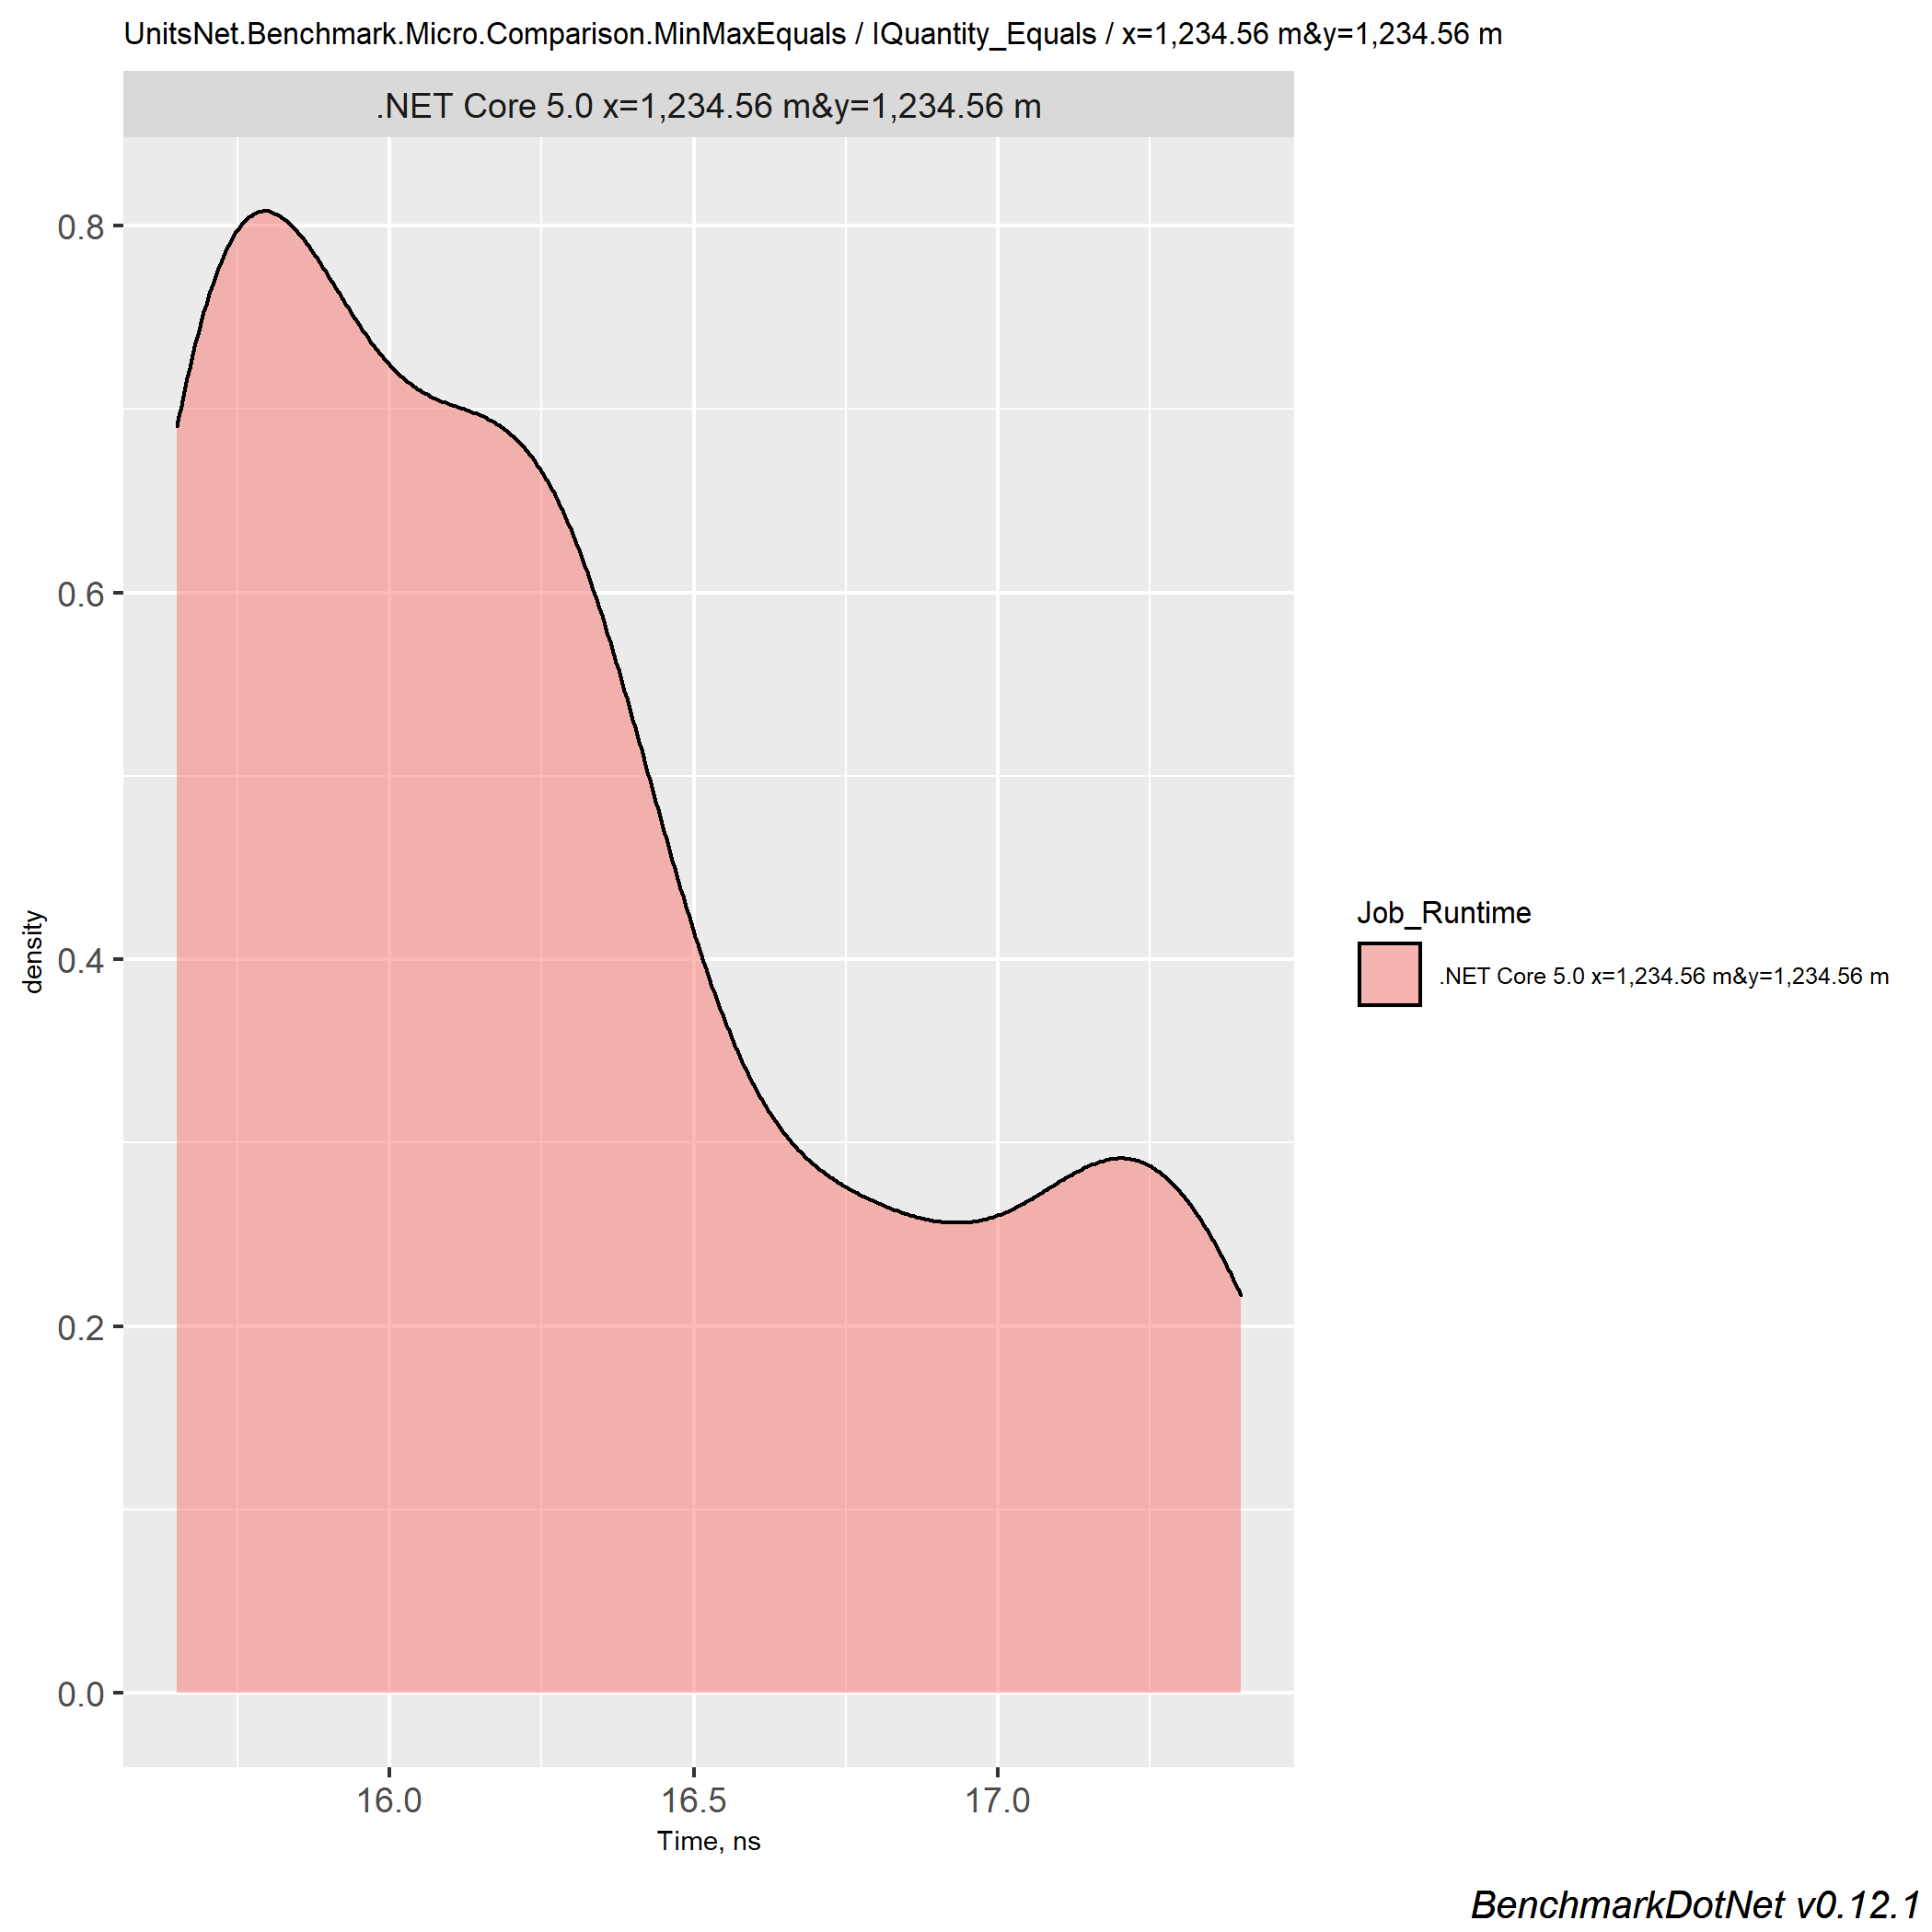 UnitsNet.Benchmark.Micro.Comparison.MinMaxEquals / IQuantity_Equals / x=1,234.56 m&y=1,234.56 m
.NET Core 5.0 x=1,234.56 m&y=1,234.56 m
0.8
0.6
0.4
0.2
0.0
density
16.0 16.5 17.0
Time, ns
Job_Runtime
.NET Core 5.0 x=1,234.56 m&y=1,234.56 m
BenchmarkDotNet v0.12.1